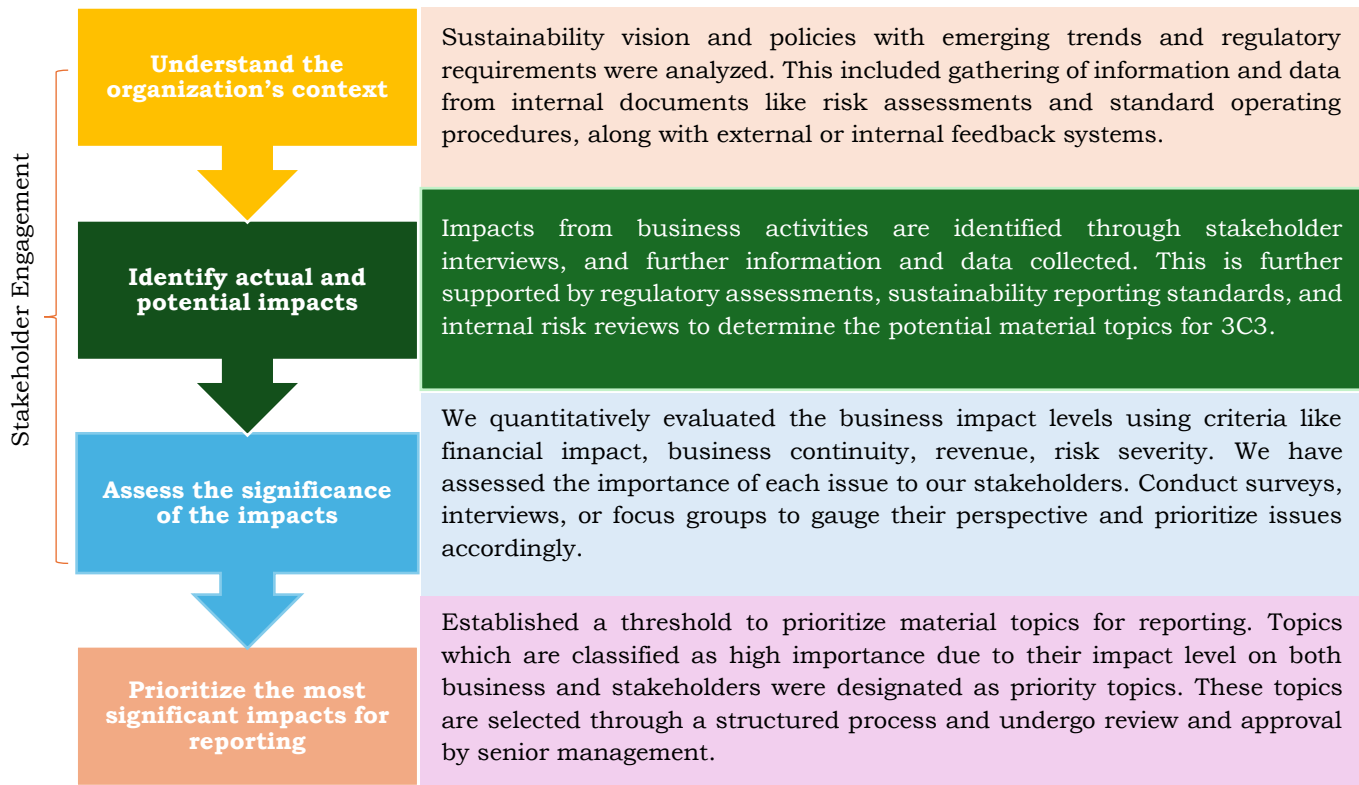 Stakeholder Engagement
Understand the
organization’s context
Sustainability vision and policies with emerging trends and regulatory
requirements were analyzed. This included gathering of information and data
from internal documents like risk assessments and standard operating
procedures, along with external or internal feedback systems.
Identify actual and
potential impacts
Impacts from business activities are identified through stakeholder
interviews, and further information and data collected. This is further
supported by regulatory assessments, sustainability reporting standards, and
internal risk reviews to determine the potential material topics for 3C3.
Assess the significance
of the impacts
We quantitatively evaluated the business impact levels using criteria like
financial impact, business continuity, revenue, risk severity. We have
assessed the importance of each issue to our stakeholders. Conduct surveys,
interviews, or focus groups to gauge their perspective and prioritize issues
accordingly.
Prioritize the most
significant impacts for
reporting
Established a threshold to prioritize material topics for reporting. Topics
which are classified as high importance due to their impact level on both
business and stakeholders were designated as priority topics. These topics
are selected through a structured process and undergo review and approval
by senior management.